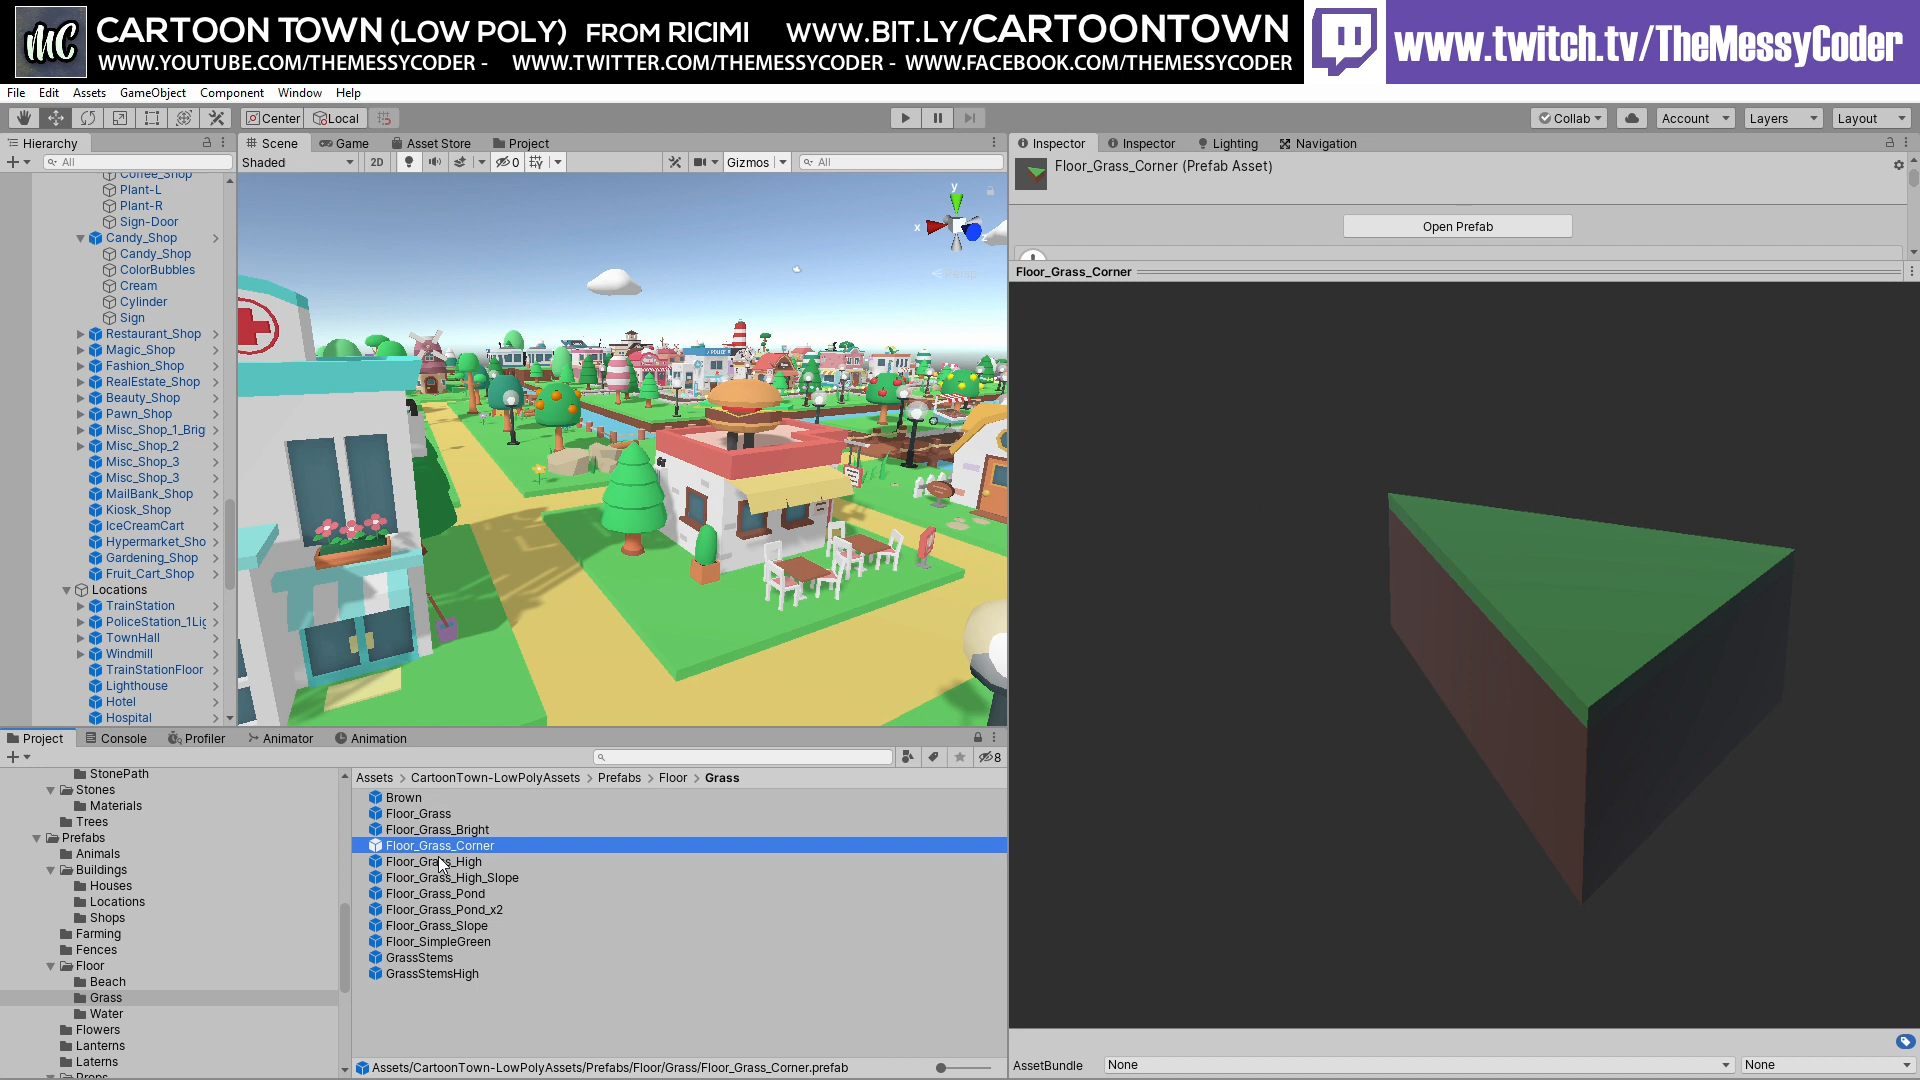 MC CARTOON TOWN (LOW POLY) FROM RICIMI WWW.BIT.LY/CARTOONTOWN
WWW.YOUTUBE.COM/THEMESSYCODER - WWW.TWITTER.COM/THEMESSYCODER - WWW.FACEBOOK.COM/THEMESSYCODER
www.twitch.tv/TheMessyCoder
File Edit Assets GameObject Component Window Help
Center Local Collab Account Layers Layout
Hierarchy
All
Coffee_Shop
Plant-L
Plant-R
Sign-Door
Candy_Shop
Candy_Shop
ColorBubbles
Cream
Cylinder
Sign
Restaurant_Shop
Magic_Shop
Fashion_Shop
RealEstate_Shop
Beauty_Shop
Pawn_Shop
Misc_Shop_1_Brig
Misc_Shop_2
Misc_Shop_3
Misc_Shop_3
MailBank_Shop
Kiosk_Shop
IceCreamCart
Hypermarket_Sho
Gardening_Shop
Fruit_Cart_Shop
Locations
TrainStation
PoliceStation_1Lig
TownHall
Windmill
TrainStationFloor
Lighthouse
Hotel
Hospital
Scene Game Asset Store Project
Shaded 2D 0 Gizmos All
y
x
POLICE
Inspector Inspector Lighting Navigation
Floor_Grass_Corner (Prefab Asset)
Open Prefab
Floor_Grass_Corner
AssetBundle None None
Project Console Profiler Animator Animation
8
StonePath
Stones
Materials
Trees
Prefabs
Animals
Buildings
Houses
Locations
Shops
Farming
Fences
Floor
Beach
Grass
Water
Flowers
Lanterns
Laterns
Props
Assets > CartoonTown-LowPolyAssets > Prefabs > Floor > Grass
Brown
Floor_Grass
Floor_Grass_Bright
Floor_Grass_Corner
Floor_Grass_High
Floor_Grass_High_Slope
Floor_Grass_Pond
Floor_Grass_Pond_x2
Floor_Grass_Slope
Floor_SimpleGreen
GrassStems
GrassStemsHigh
Assets/CartoonTown-LowPolyAssets/Prefabs/Floor/Grass/Floor_Grass_Corner.prefab